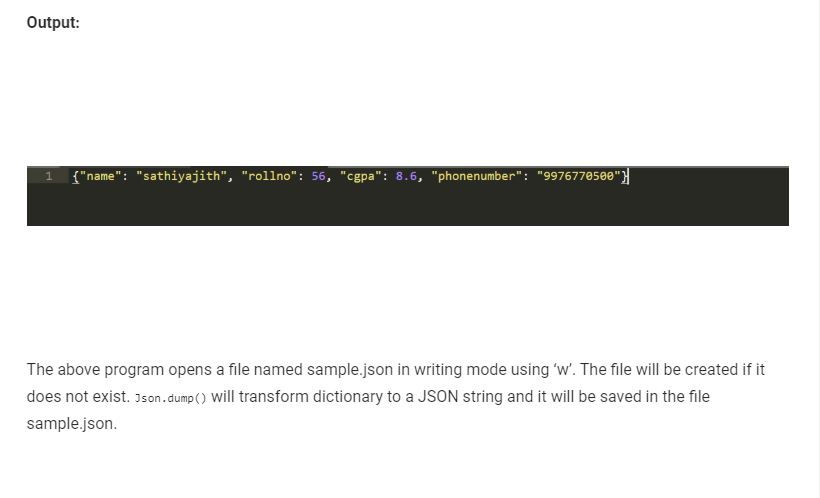 Output:
1 {"name": "sathiyajith", "rollno": 56, "cgpa": 8.6, "phonenumber": "9976770500"}
The above program opens a file named sample.json in writing mode using ‘w’. The file will be created if it
does not exist. Json.dump() will transform dictionary to a JSON string and it will be saved in the file
sample.json.